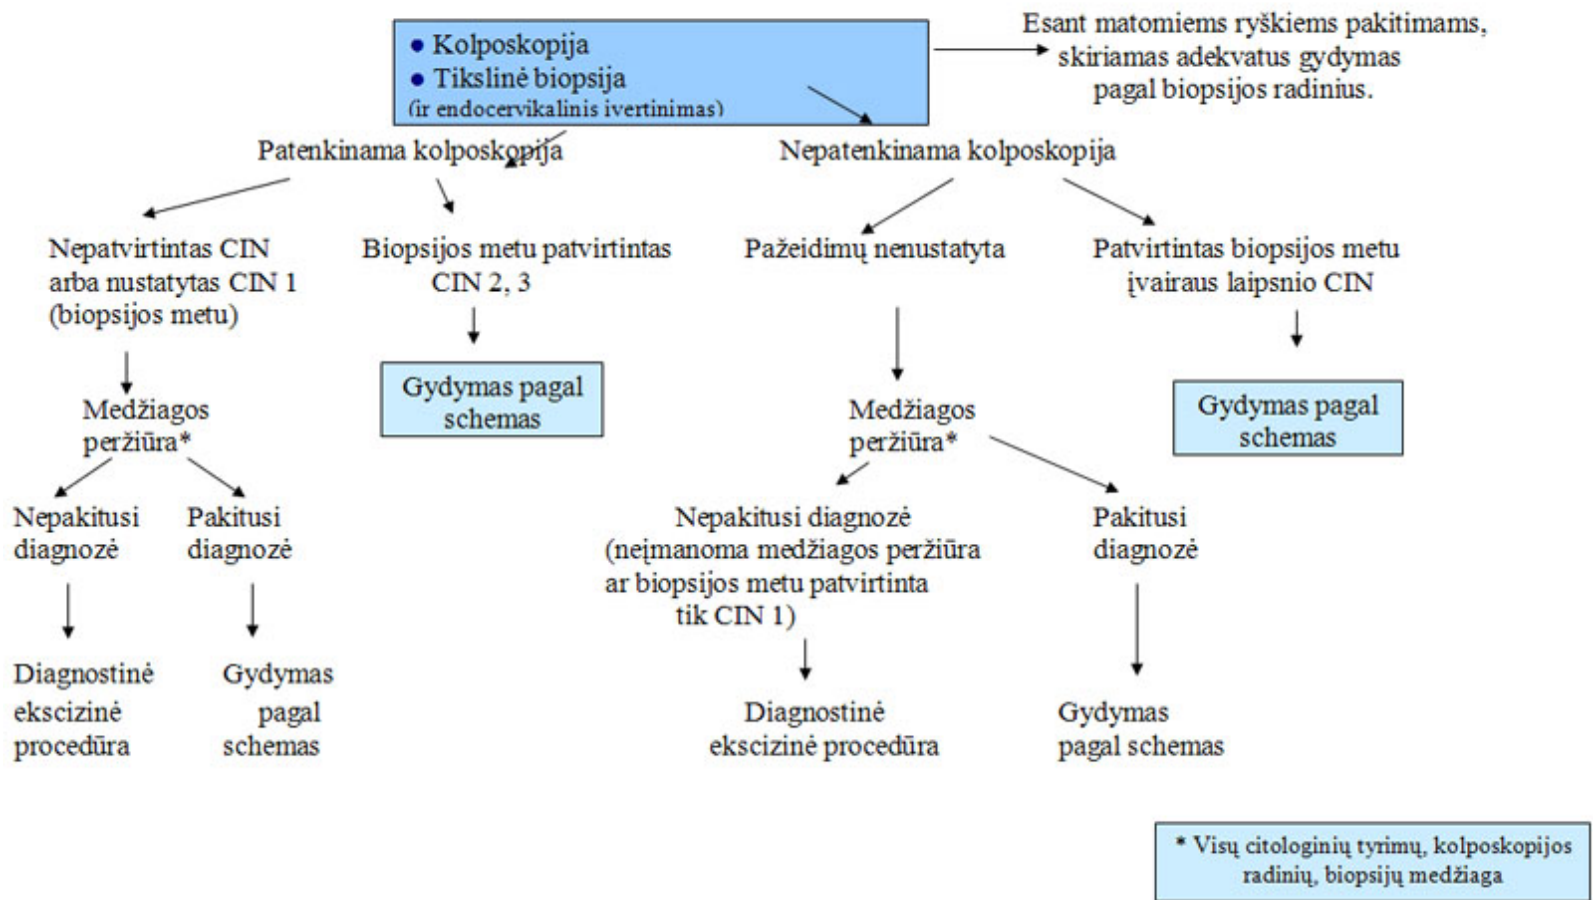 ● Kolposkopija
● Tikslinė biopsija
(ir endocervikalinis ivertinimas)
Esant matomiems ryškiems pakitimams,
skiriamas adekvatus gydymas
pagal biopsijos radinius.
Patenkinama kolposkopija
Nepatenkinama kolposkopija
Nepatvirtintas CIN
arba nustatytas CIN 1
(biopsijos metu)
Biopsijos metu patvirtintas
CIN 2, 3
Pažeidimų nenustatyta
Patvirtintas biopsijos metu
įvairaus laipsnio CIN
Gydymas pagal
schemas
Gydymas pagal
schemas
Medžiagos
peržiūra*
Medžiagos
peržiūra*
Nepakitusi
diagnozė
Pakitusi
diagnozė
Nepakitusi diagnozė
(neįmanoma medžiagos peržiūra
ar biopsijos metu patvirtinta
tik CIN 1)
Pakitusi
diagnozė
Diagnostinė
ekscizinė
procedūra
Gydymas
pagal
schemas
Diagnostinė
ekscizinė procedūra
Gydymas
pagal schemas
* Visų citologinių tyrimų, kolposkopijos
radinių, biopsijų medžiaga